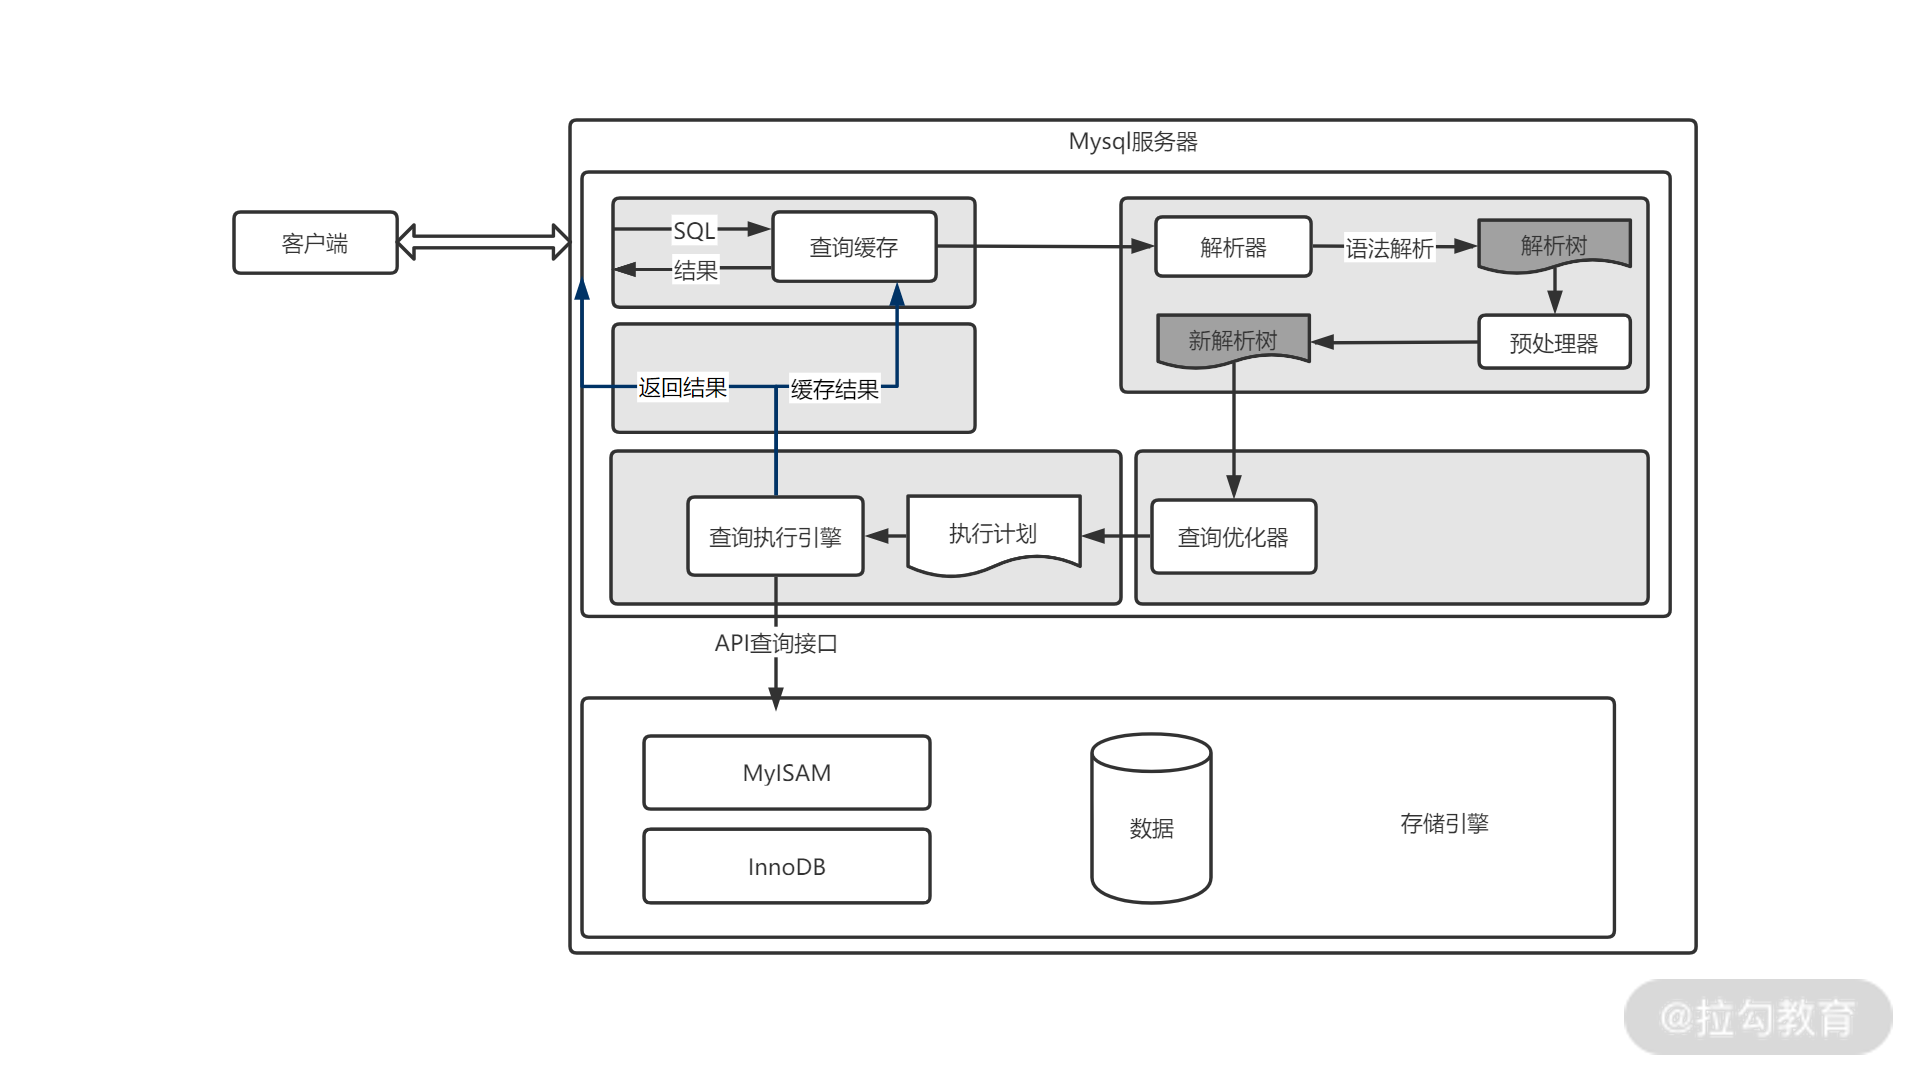 Mysql服务器
客户端
SQL
结果
查询缓存
解析器
语法解析
解析树
新解析树
预处理器
返回结果
缓存结果
查询执行引擎
执行计划
查询优化器
API查询接口
MyISAM
InnoDB
数据
存储引擎
@拉勾教育